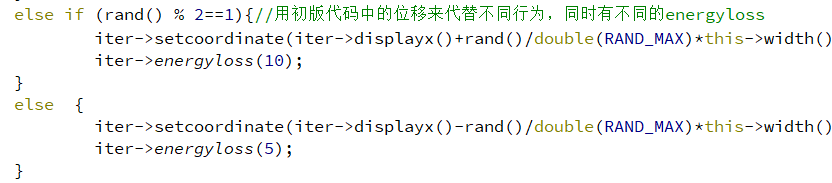 else if (rand() % 2==1){//用初版代码中的位移来代替不同行为，同时有不同的energyloss
iter->setcoordinate(iter->displayx()+rand()/double(RAND_MAX)*this->width()
iter->energyloss(10);
}
else  {
iter->setcoordinate(iter->displayx()-rand()/double(RAND_MAX)*this->width()
iter->energyloss(5);
}